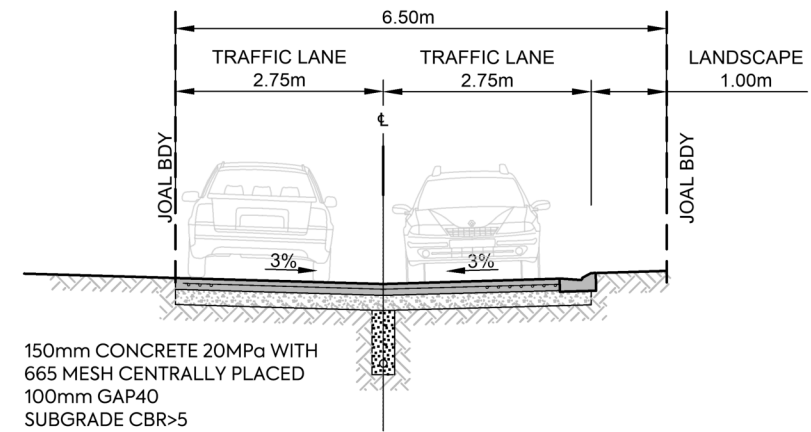 6.50m
TRAFFIC LANE
2.75m
TRAFFIC LANE
2.75m
LANDSCAPE
1.00m
℄
JOAL BDY
JOAL BDY
3%
3%
150mm CONCRETE 20MPa WITH
665 MESH CENTRALLY PLACED
100mm GAP40
SUBGRADE CBR>5